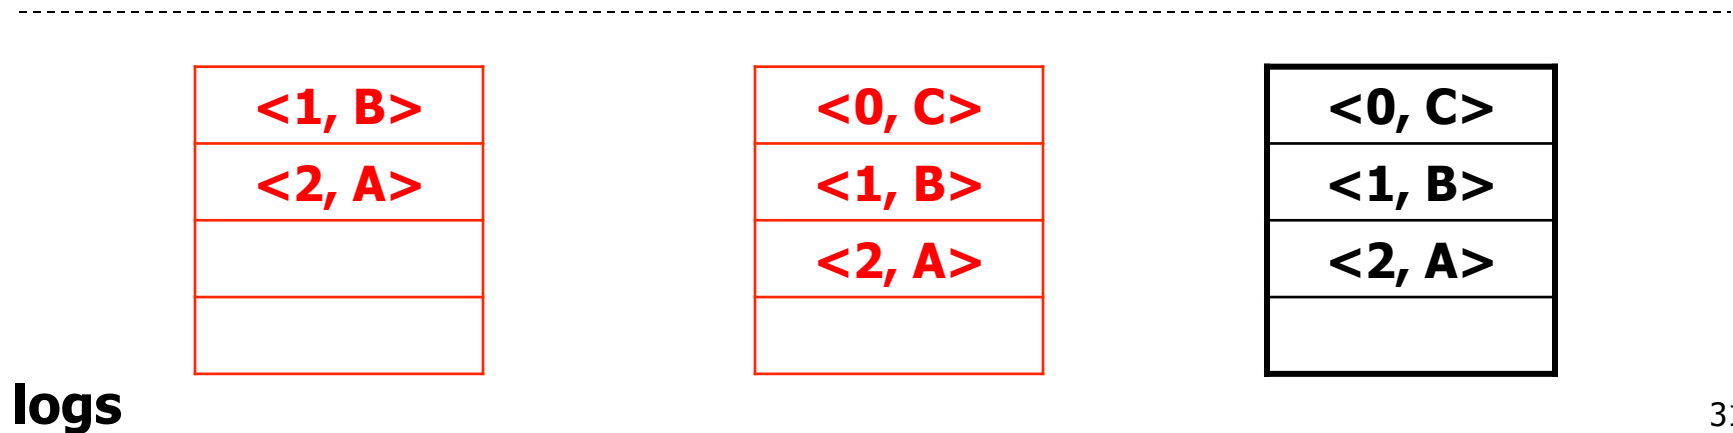 <1, B> <0, C> <0, C>
<2, A> <1, B> <1, B>
<2, A> <2, A>
logs